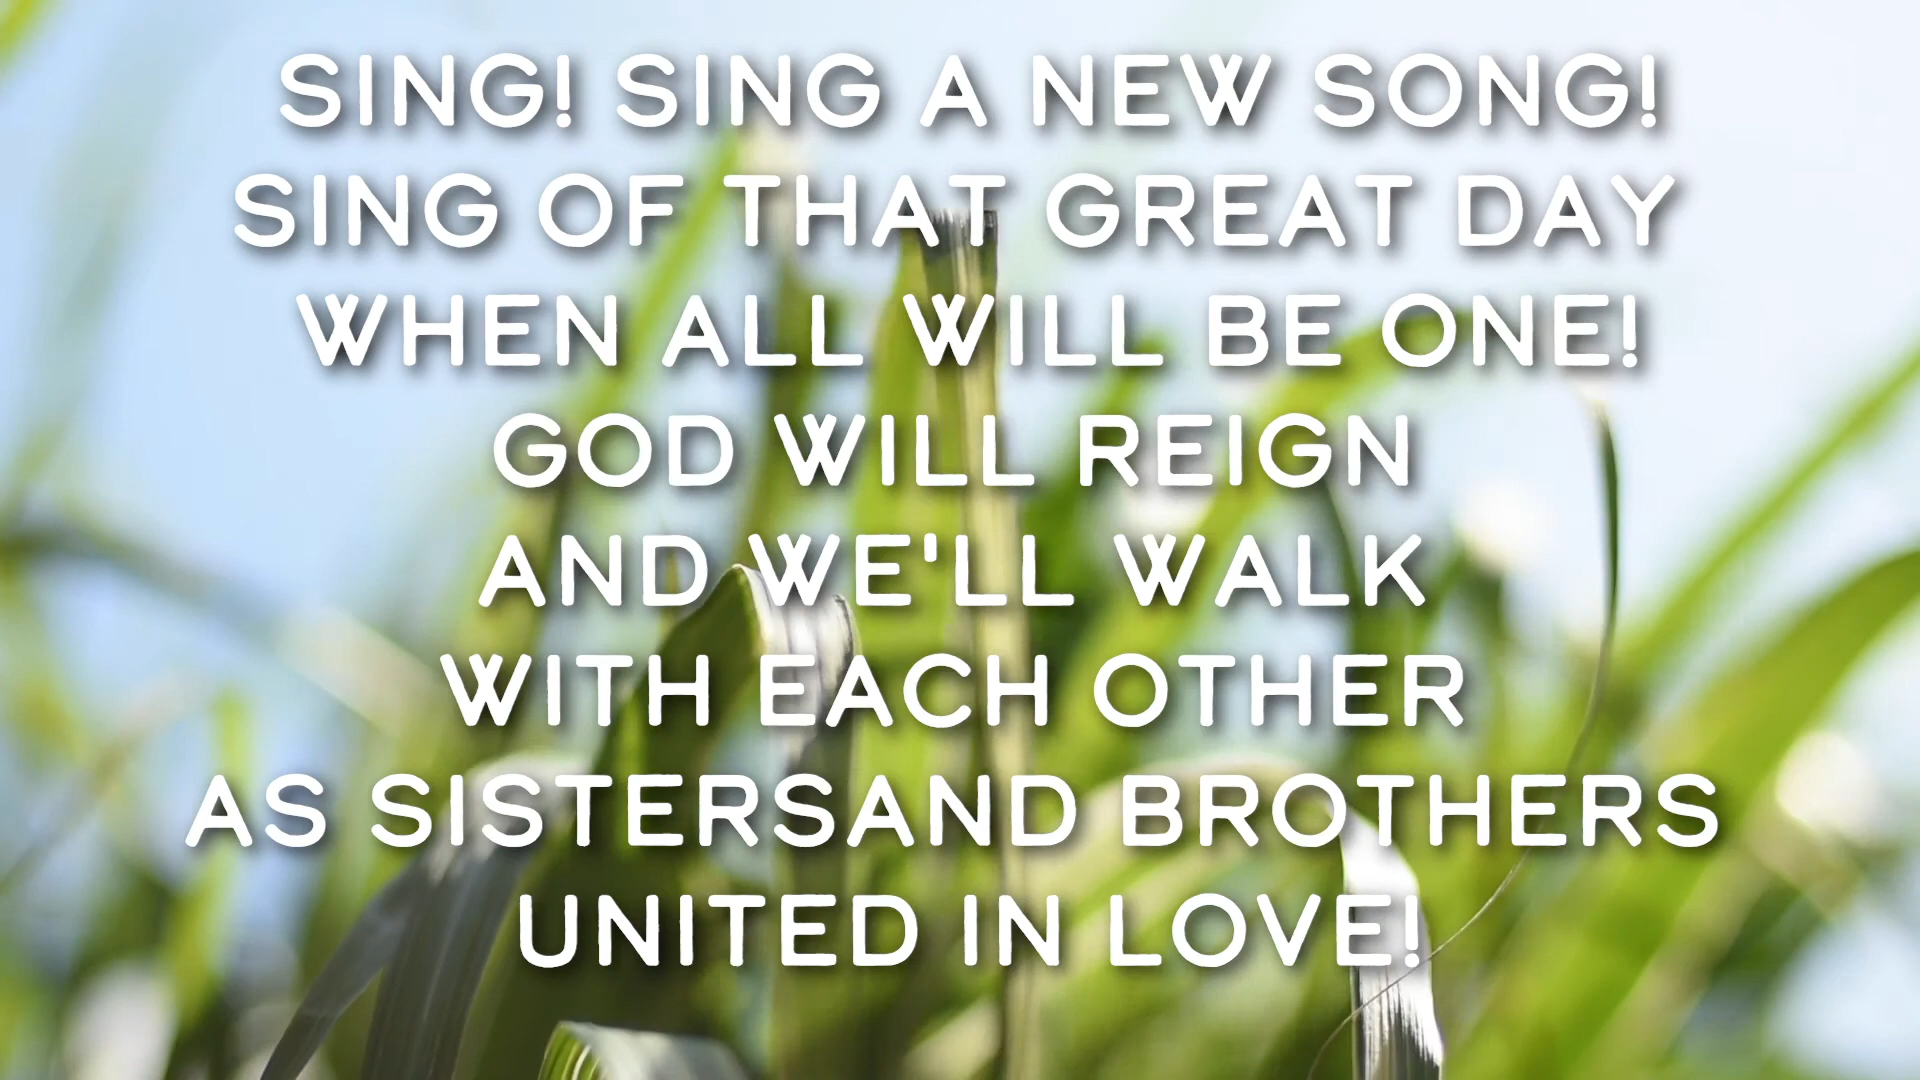 SING! SING A NEW SONG!
SING OF THAT GREAT DAY
WHEN ALL WILL BE ONE!
GOD WILL REIGN
AND WE'LL WALK
WITH EACH OTHER
AS SISTERSAND BROTHERS
UNITED IN LOVE!